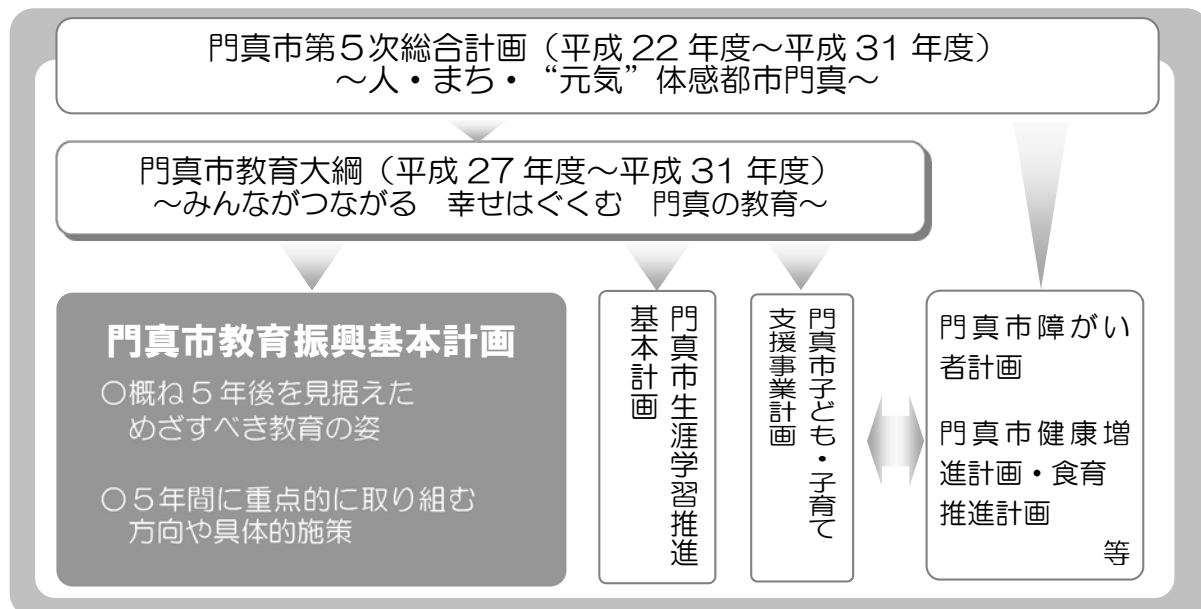 門真市第５次総合計画（平成 22 年度～平成 31 年度）
～人・まち・“元気”体感都市門真～
門真市教育大綱（平成 27 年度～平成 31 年度）
～みんながつながる　幸せはぐくむ　門真の教育～
門真市教育振興基本計画
○概ね５年後を見据えた
めざすべき教育の姿
○５年間に重点的に取り組む
方向や具体的施策
門真市生涯学習推進
基本計画
門真市子ども・子育て
支援事業計画
門真市障がい
者計画
門真市健康増
進計画・食育
推進計画
等